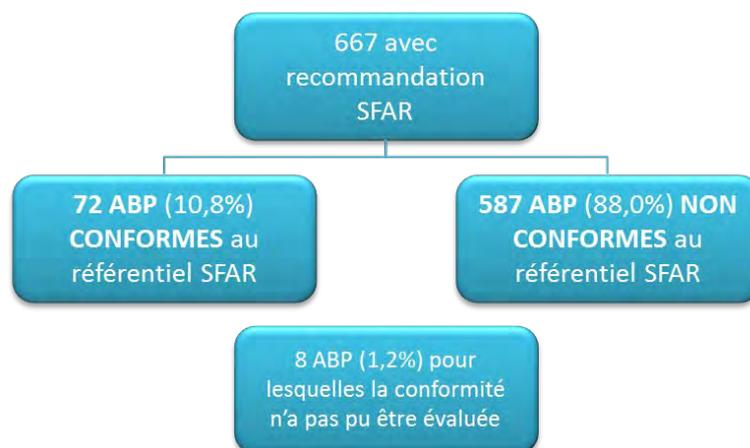 667 avec
recommandation
SFAR
72 ABP (10,8%)
CONFORMES au
référentiel SFAR
587 ABP (88,0%) NON
CONFORMES au
référentiel SFAR
8 ABP (1,2%) pour
lesquelles la conformité
n'a pas pu être évaluée